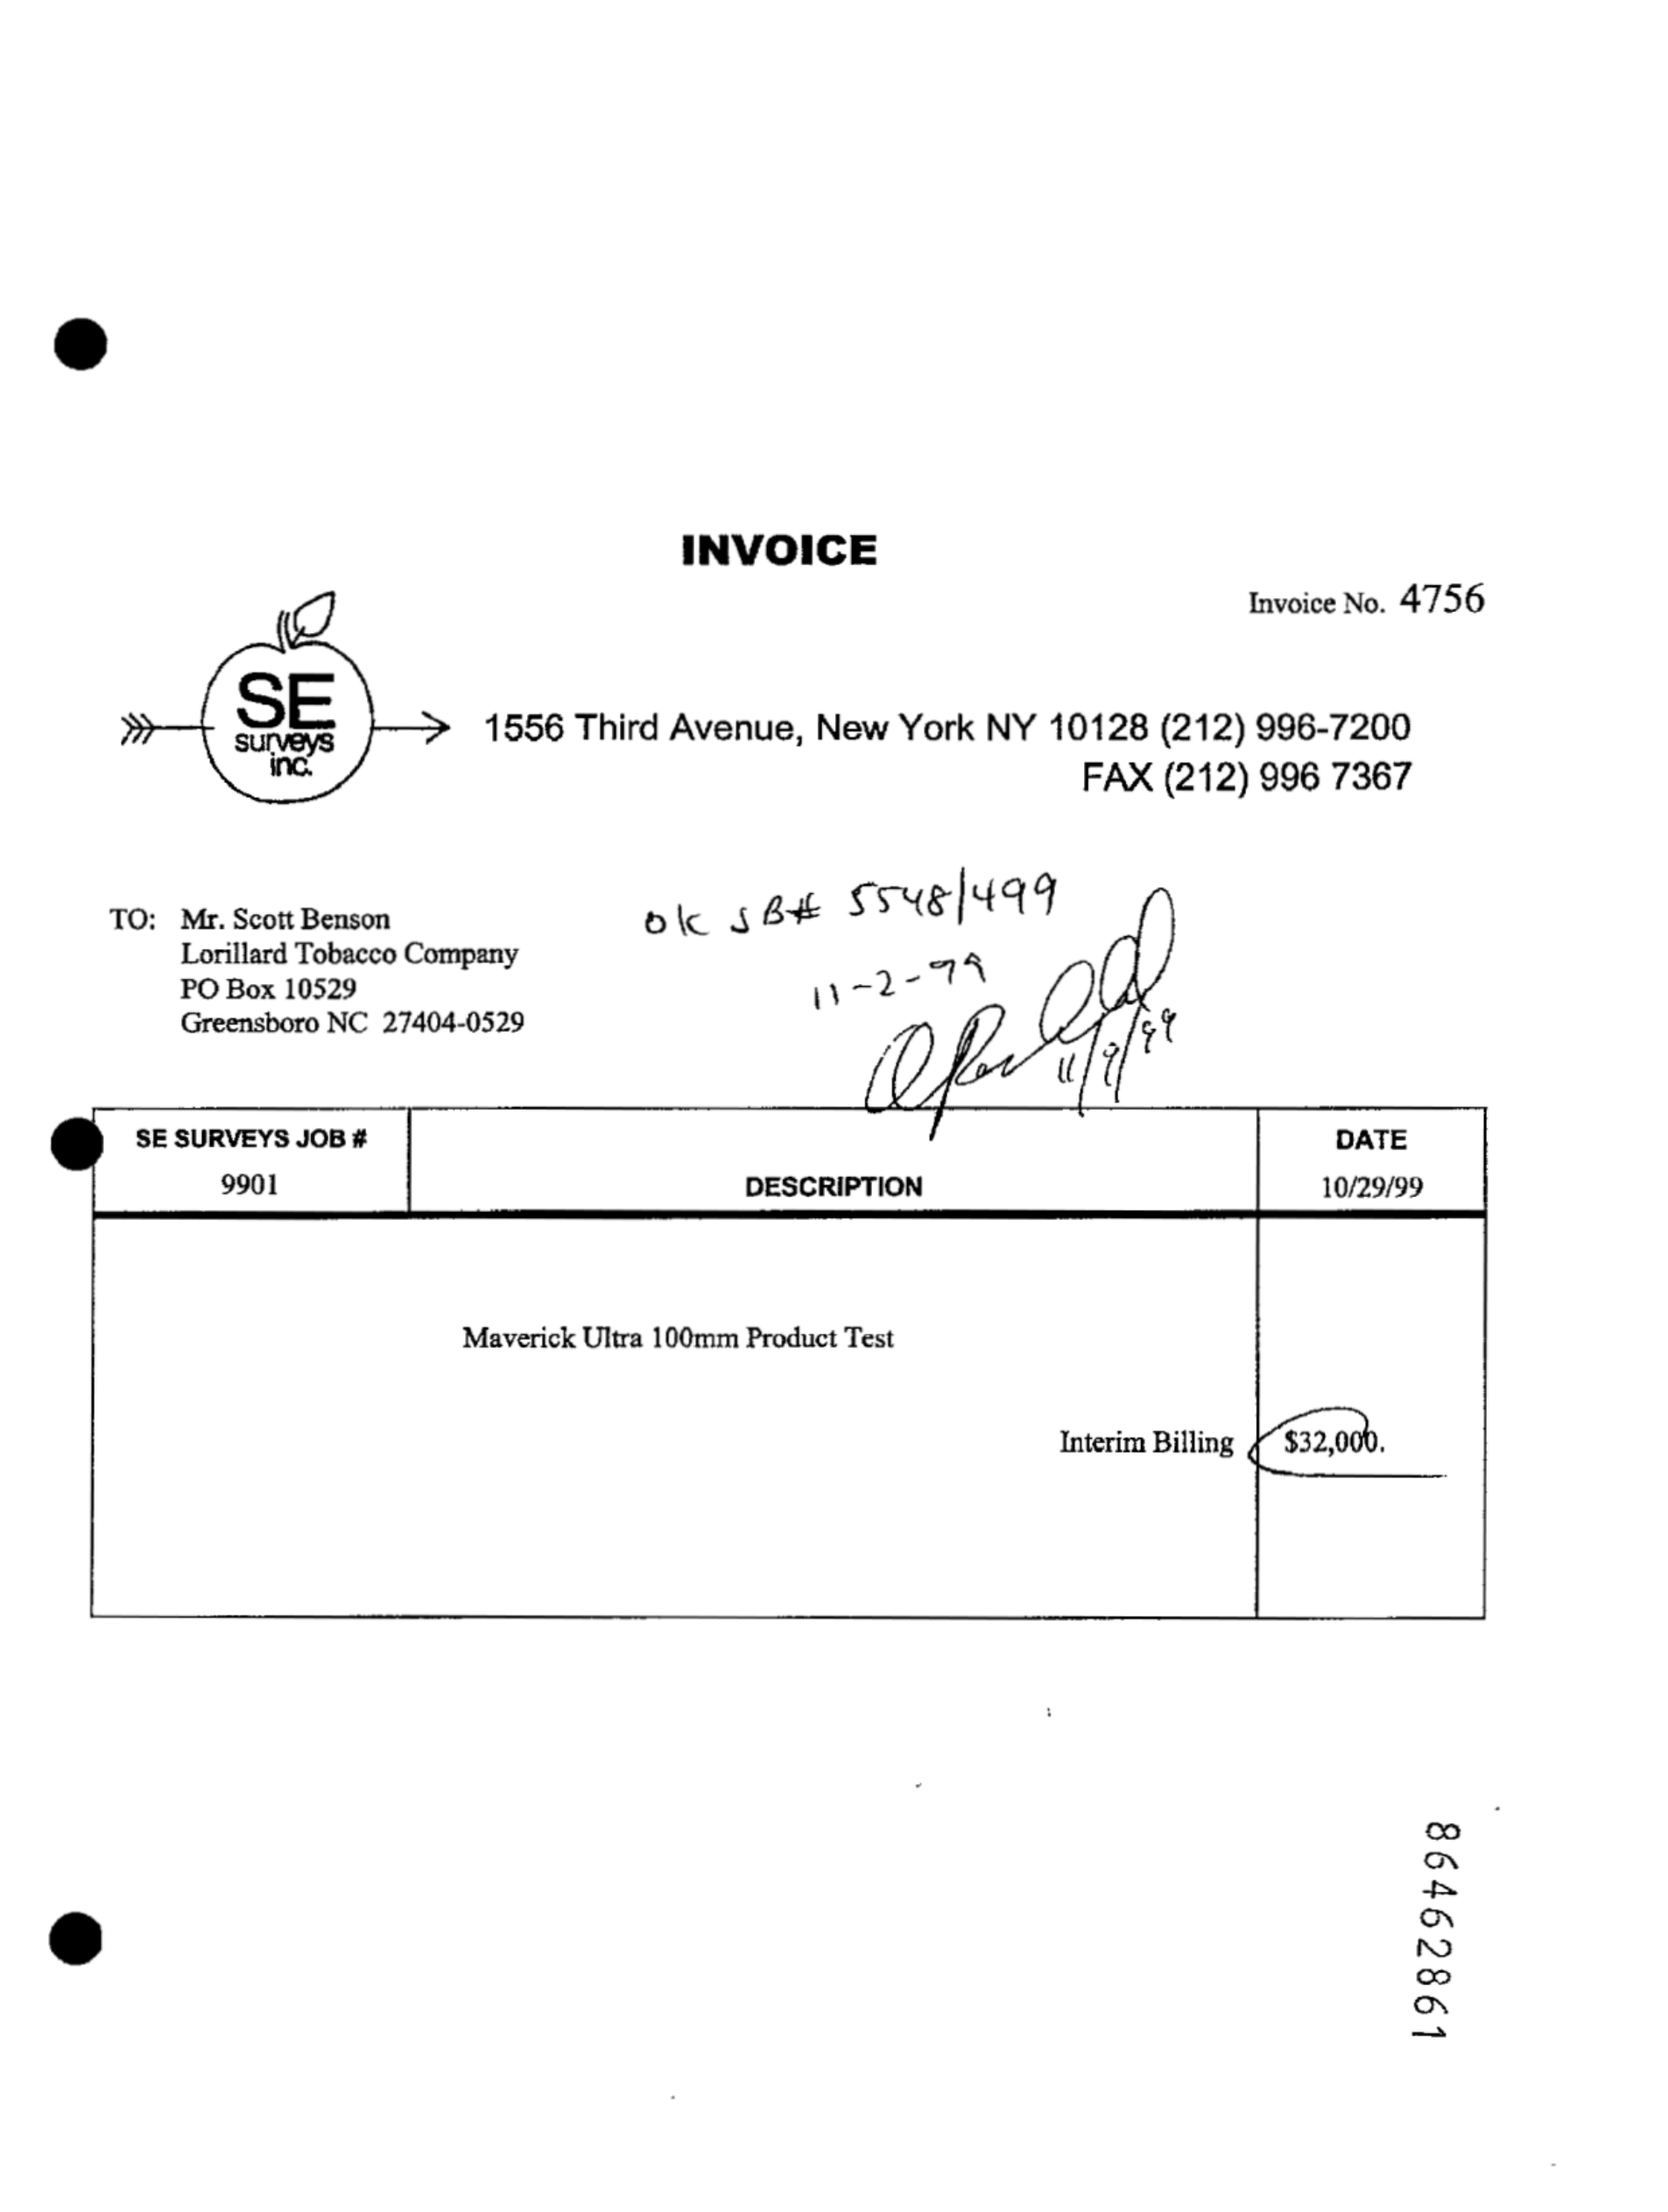 INVOICE
Invoice No. 4756
SE
surveys
inc.
1556 Third Avenue, New York NY 10128 (212) 996-7200
FAX (212) 996 7367
ok SB# 5548/499
TO: Mr. Scott Benson
Lorillard Tobacco Company
PO Box 10529
Greensboro NC 27404-0529
11-2-99
11/9/99
SE SURVEYS JOB #
9901
DESCRIPTION
DATE
10/29/99
Maverick Ultra 100mm Product Test
Interim Billing $32,000.
86462861